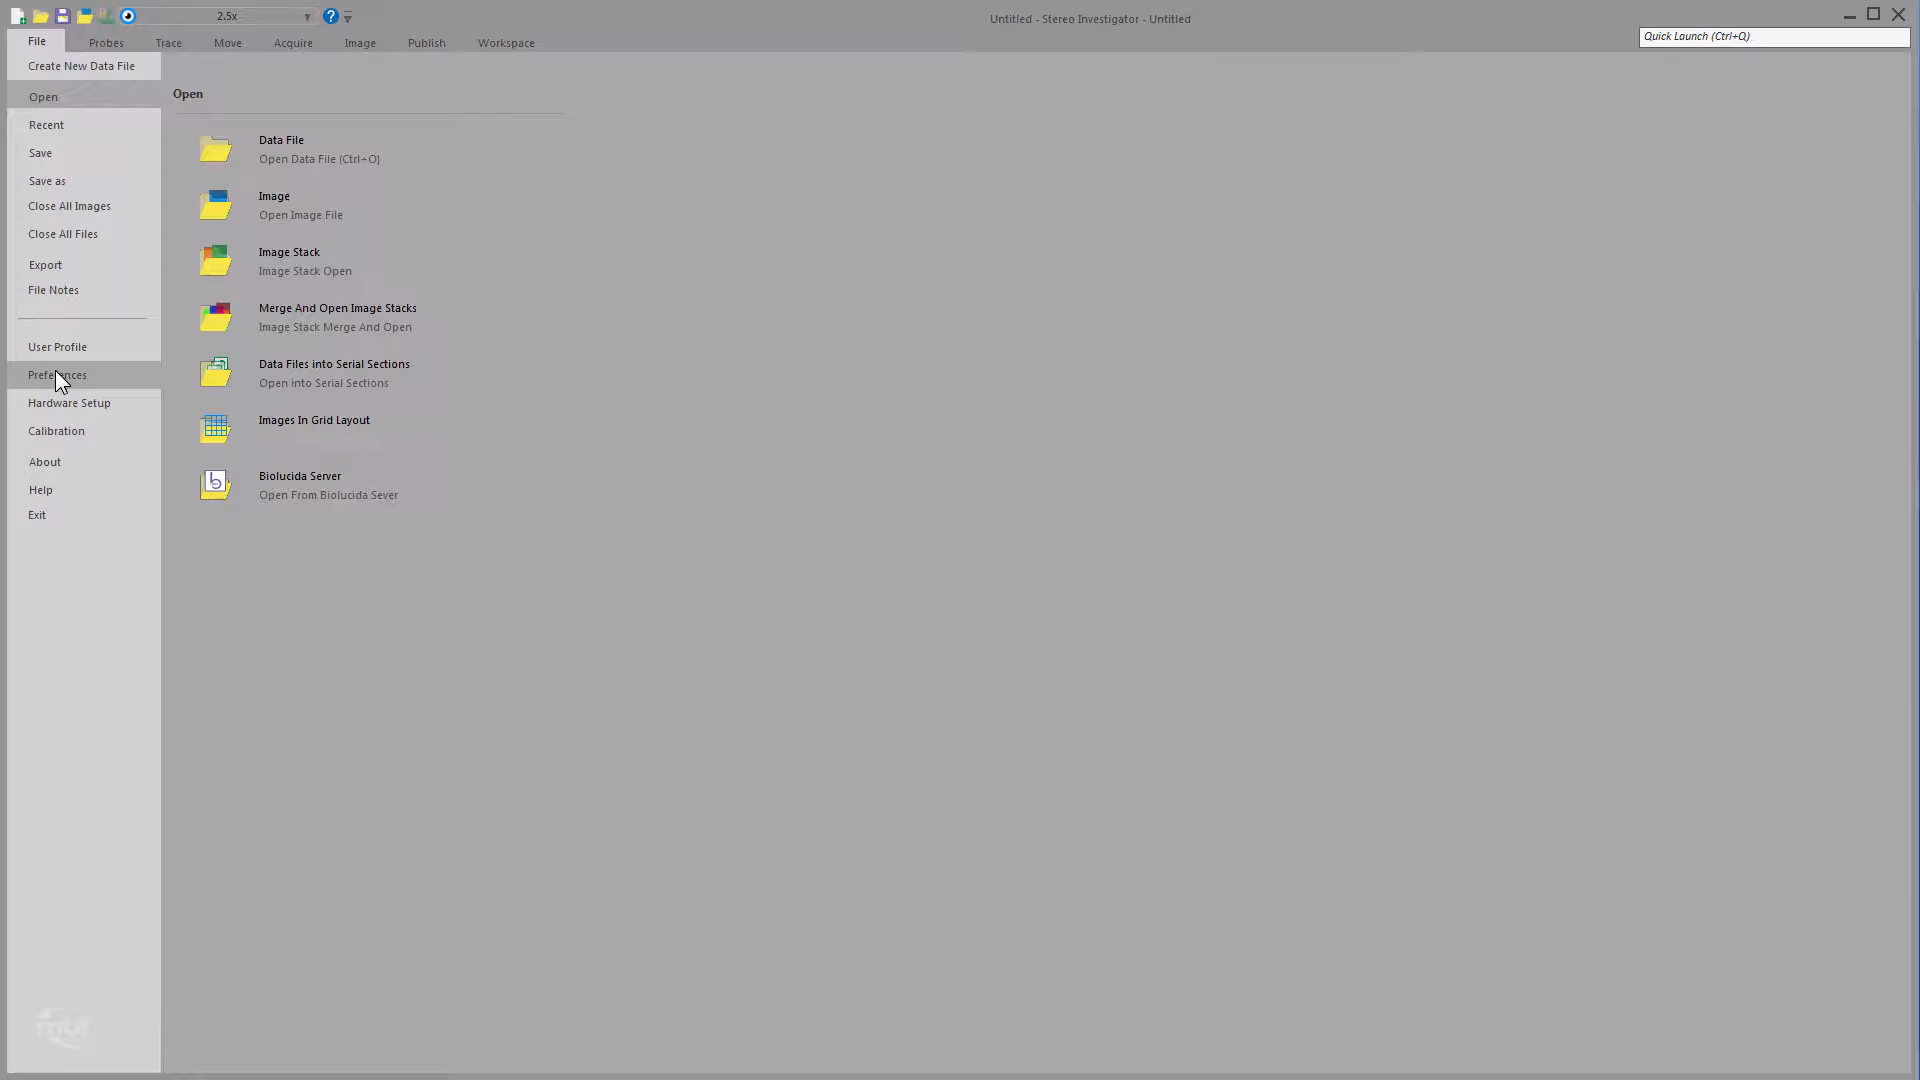 2.5x
Untitled - Stereo Investigator - Untitled
File
Probes
Trace
Move
Acquire
Image
Publish
Workspace
Quick Launch (Ctrl+Q)
Create New Data File
Open
Recent
Save
Save as
Close All Images
Close All Files
Export
File Notes
User Profile
Preferences
Hardware Setup
Calibration
About
Help
Exit
Open
Data File
Open Data File (Ctrl+O)
Image
Open Image File
Image Stack
Image Stack Open
Merge And Open Image Stacks
Image Stack Merge And Open
Data Files into Serial Sections
Open into Serial Sections
Images In Grid Layout
Biolucida Server
Open From Biolucida Sever
mbf